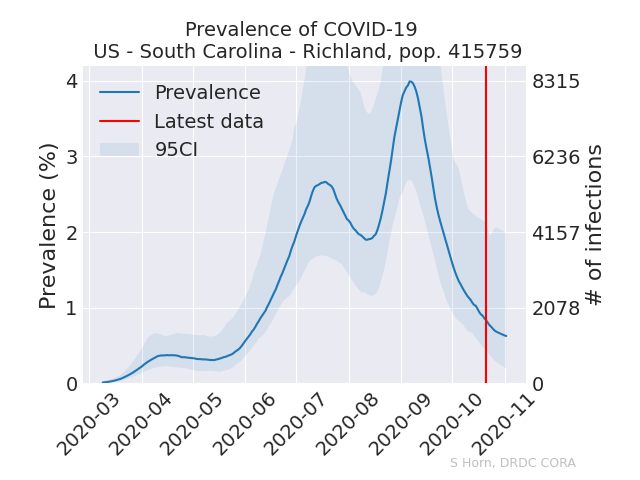 Prevalence of COVID-19
US - South Carolina - Richland, pop. 415759
Prevalence
Latest data
95CI
Prevalence (%)
4
3
2
1
0
8315
6236
4157
2078
0
# of infections
2020-03
2020-04
2020-05
2020-06
2020-07
2020-08
2020-09
2020-10
2020-11
S Horn, DRDC CORA